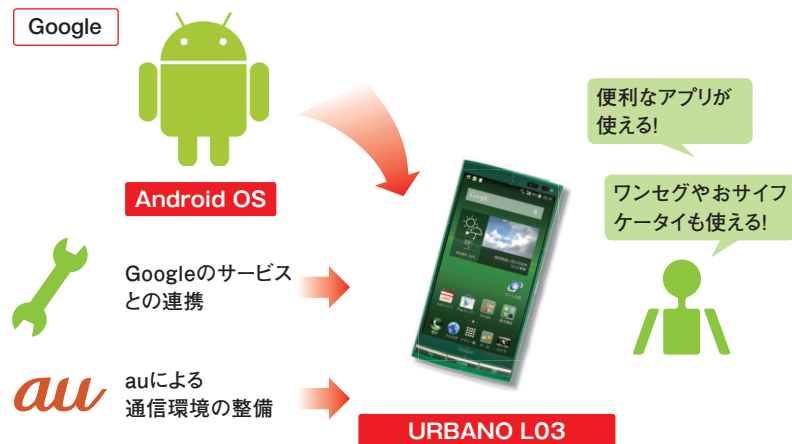 Google
Android OS
便利なアプリが
使える!
ワンセグやおサイフ
ケータイも使える!
Googleのサービス
との連携
au
auによる
通信環境の整備
URBANO L03